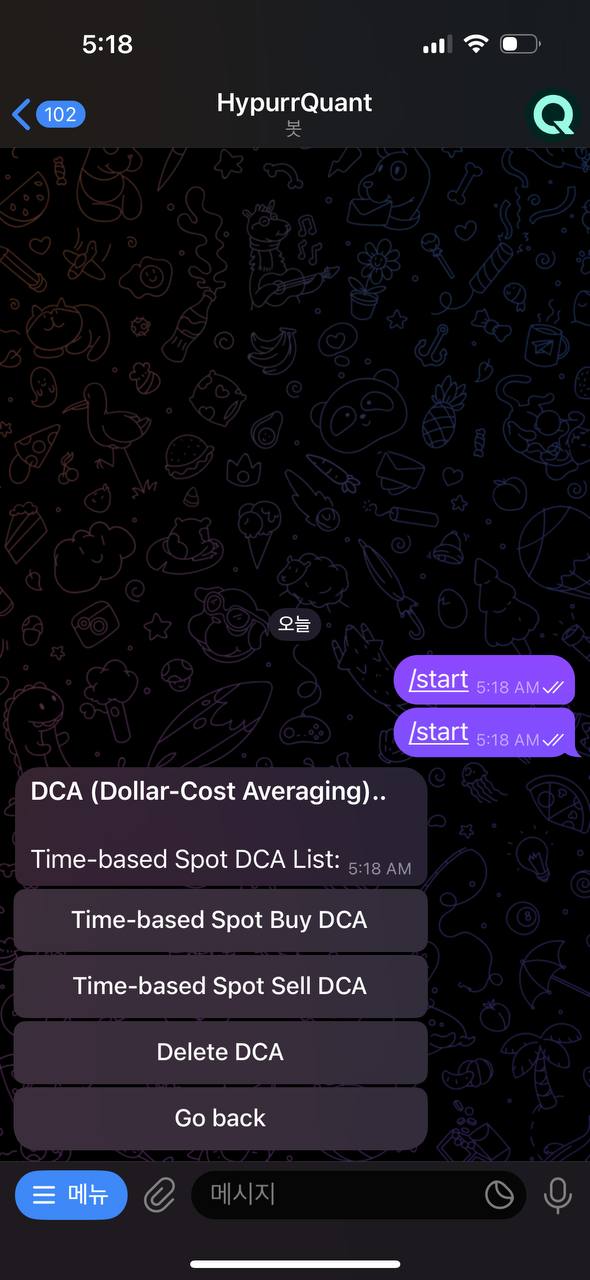 5:18
102
HypurrQuant
봇
오늘
/start 5:18 AM
/start 5:18 AM
DCA (Dollar-Cost Averaging)..
Time-based Spot DCA List: 5:18 AM
Time-based Spot Buy DCA
Time-based Spot Sell DCA
Delete DCA
Go back
메뉴
메시지